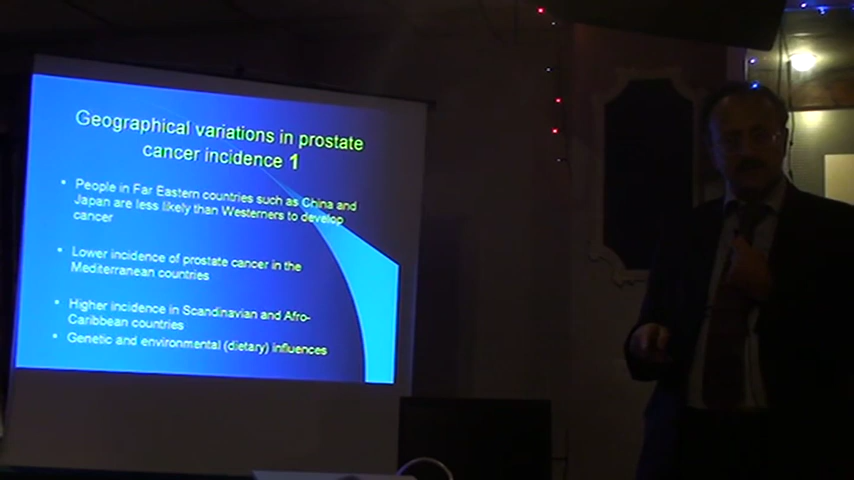 Geographical variations in prostate
cancer incidence 1
• People in Far Eastern countries such as China and
Japan are less likely than Westerners to develop
cancer
• Lower incidence of prostate cancer in the
Mediterranean countries
• Higher incidence in Scandinavian and Afro-
Caribbean countries
• Genetic and environmental (dietary) influences